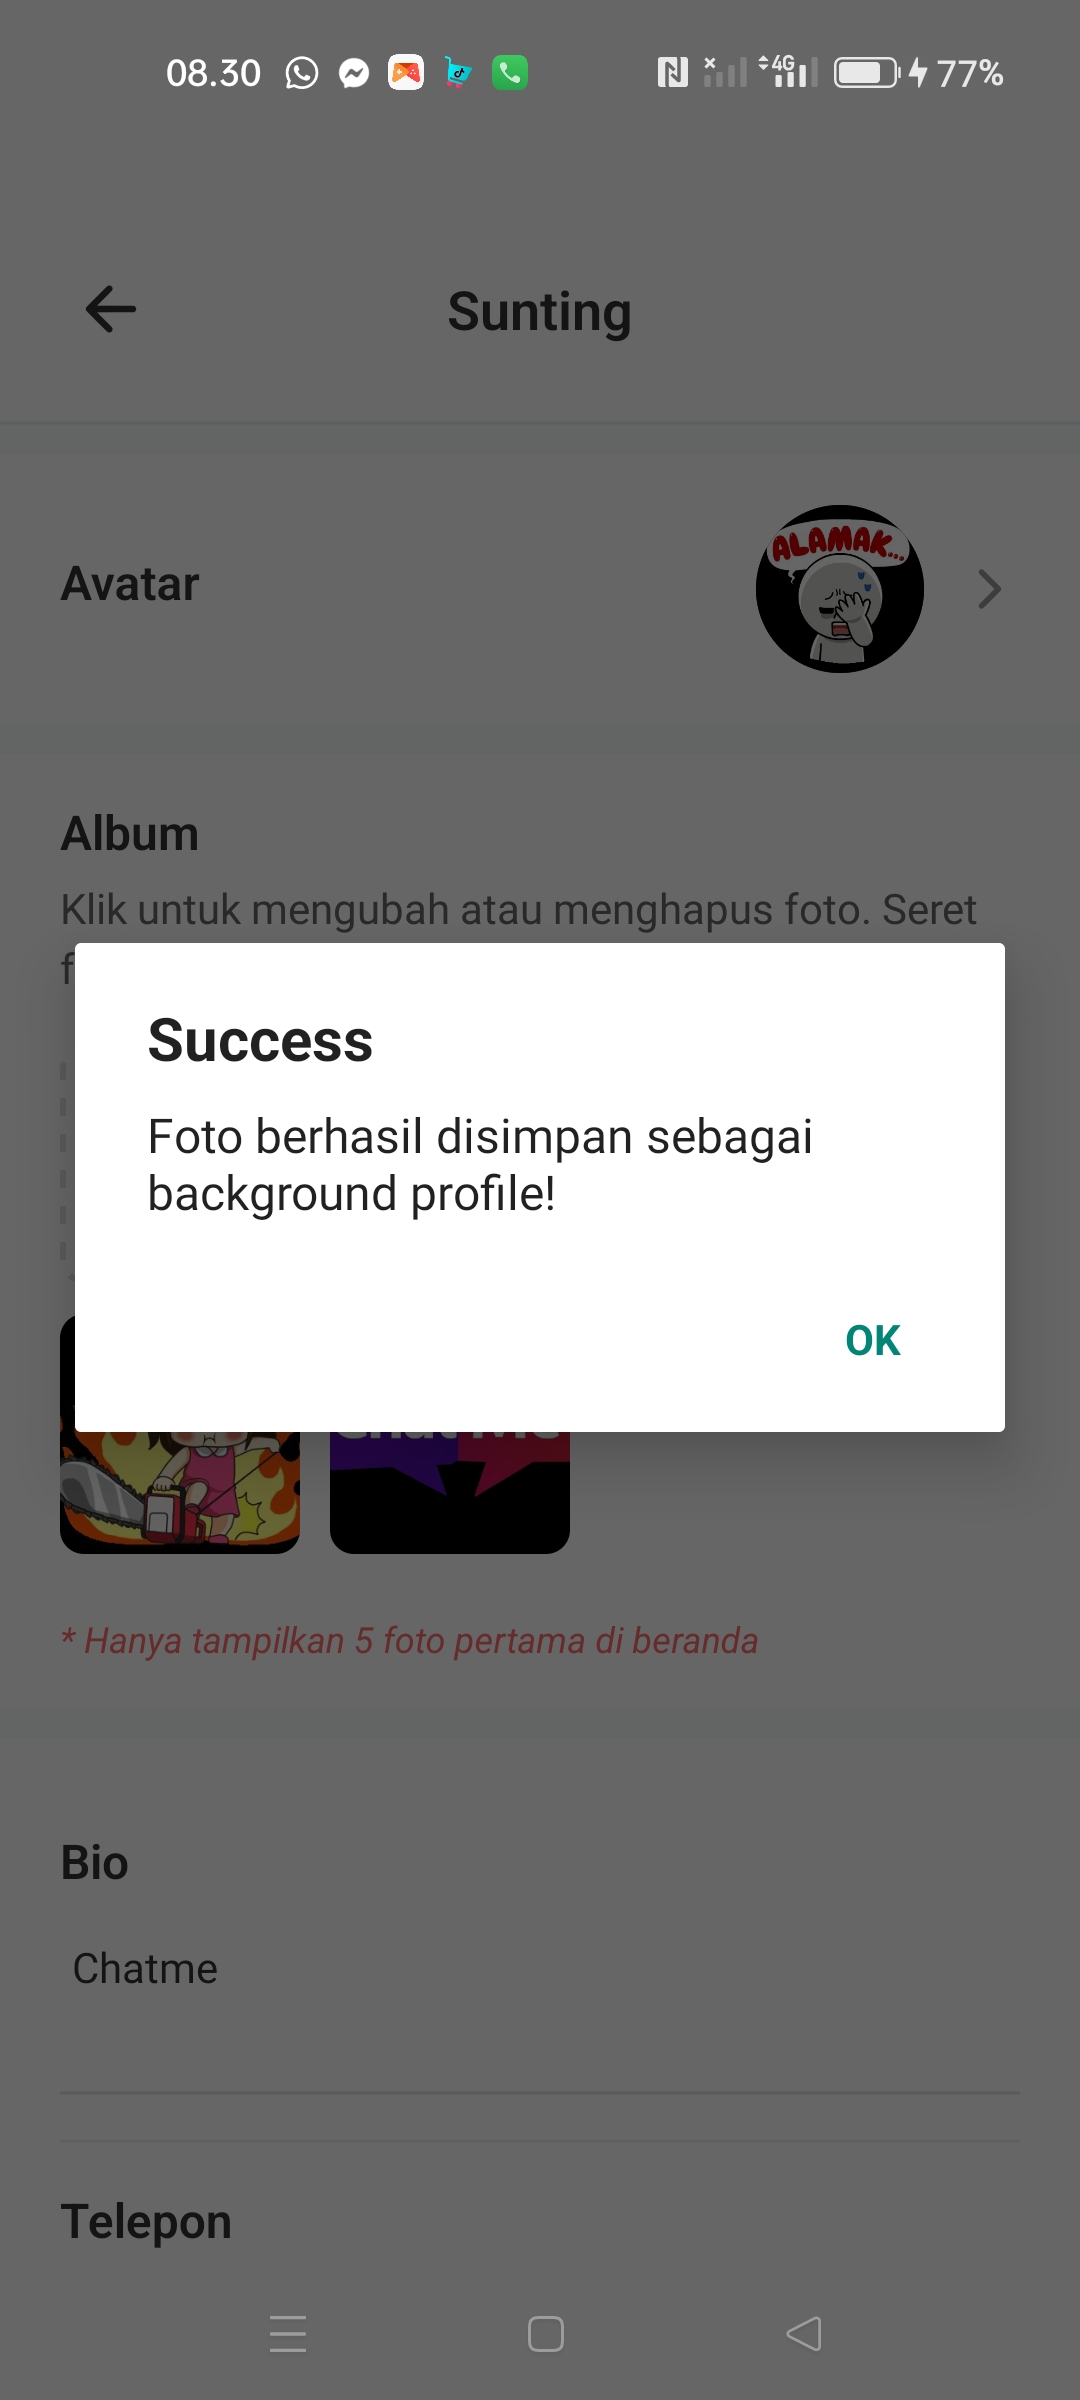 08.30
4G
77%
Sunting
Avatar
ALAMAK...
Album
Klik untuk mengubah atau menghapus foto. Seret
Success
Foto berhasil disimpan sebagai
background profile!
OK
* Hanya tampilkan 5 foto pertama di beranda
Bio
Chatme
Telepon